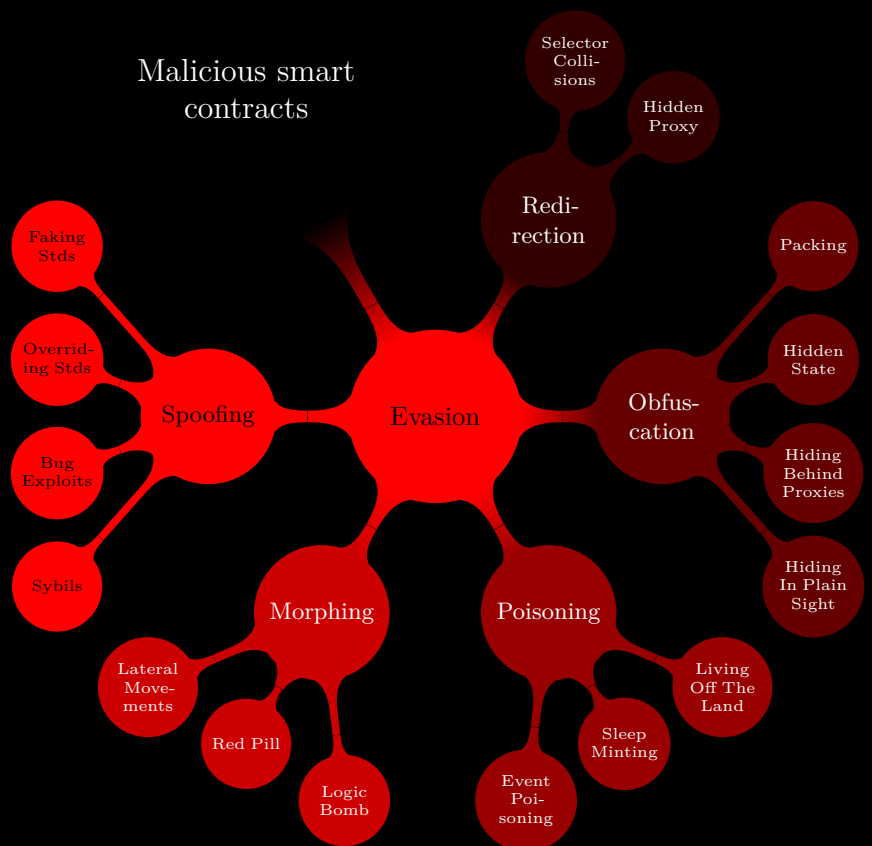 Malicious smart
contracts
Selector
Colli-
sions
Hidden
Proxy
Redi-
rection
Faking
Stds
Overrid-
ing Stds
Bug
Exploits
Sybils
Spoofing
Evasion
Obfus-
cation
Packing
Hidden
State
Hiding
Behind
Proxies
Hiding
In Plain
Sight
Morphing
Lateral
Move-
ments
Red Pill
Logic
Bomb
Poisoning
Living
Off The
Land
Sleep
Minting
Event
Poi-
soning